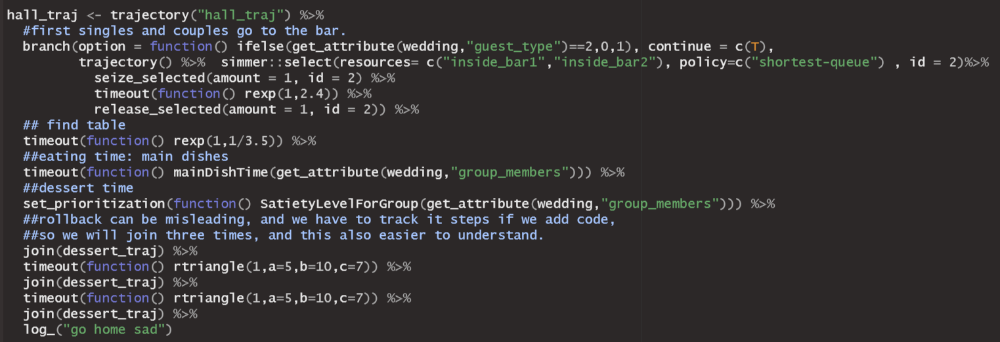 hall_traj <- trajectory("hall_traj") %>%
  #first singles and couples go to the bar.
  branch(option = function() ifelse(get_attribute(wedding,"guest_type")==2,0,1), continue = c(T),
         trajectory() %>%  simmer::select(resources= c("inside_bar1","inside_bar2"), policy=c("shortest-queue") , id = 2)%>%
           seize_selected(amount = 1, id = 2) %>%
           timeout(function() rexp(1,2.4)) %>%
           release_selected(amount = 1, id = 2)) %>%
  ## find table
  timeout(function() rexp(1,1/3.5)) %>%
  ##eating time: main dishes
  timeout(function() mainDishTime(get_attribute(wedding,"group_members"))) %>%
  ##dessert time
  set_prioritization(function() SatietyLevelForGroup(get_attribute(wedding,"group_members"))) %>%
  ##rollback can be misleading, and we have to track it steps if we add code,
  ##so we will join three times, and this also easier to understand.
  join(dessert_traj) %>%
  timeout(function() rtriangle(1,a=5,b=10,c=7)) %>%
  join(dessert_traj) %>%
  timeout(function() rtriangle(1,a=5,b=10,c=7)) %>%
  join(dessert_traj) %>%
  log_("go home sad")